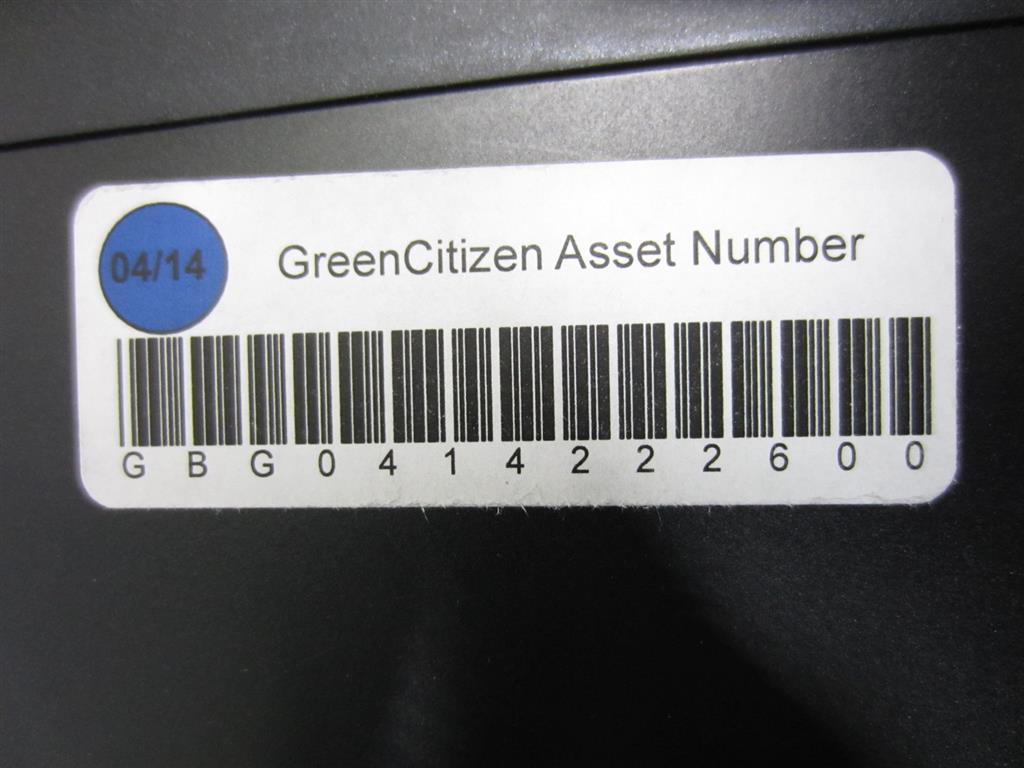 04/14
GreenCitizen Asset Number
G B G 0 4 1 4 2 2 2 6 0 0